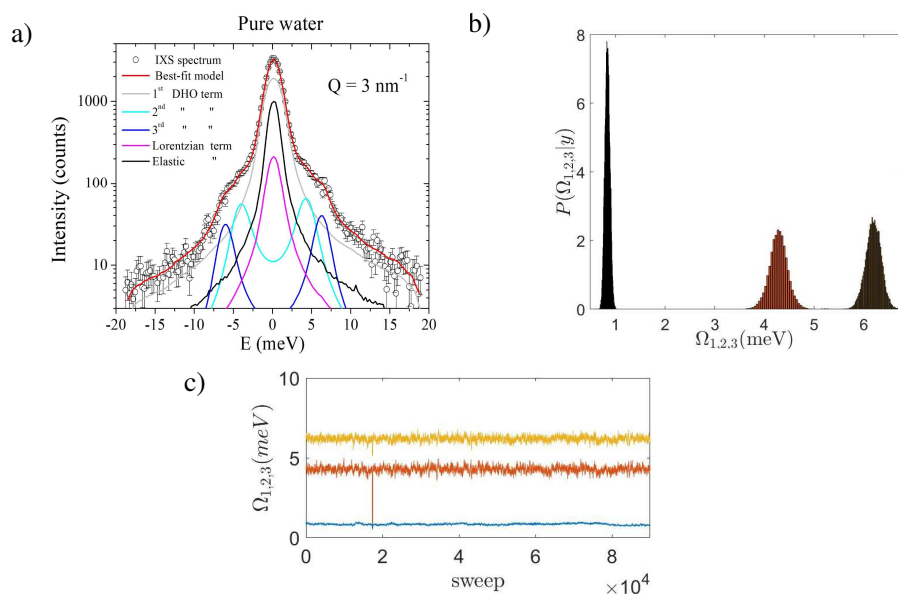 Pure water
a)
IXS spectrum
Best-fit model
1st DHO term
2nd " "
3rd " "
Lorentzian term
Elastic "
Q = 3 nm-1
1000
100
10
Intensity (counts)
-20 -15 -10 -5 0 5 10 15 20
E (meV)
b)
8
6
4
2
0
P(Ω1,2,3|y)
1 2 3 4 5 6
Ω1,2,3(meV)
c)
10
5
0
Ω1,2,3(meV)
0 2 4 6 8
sweep
×10^4